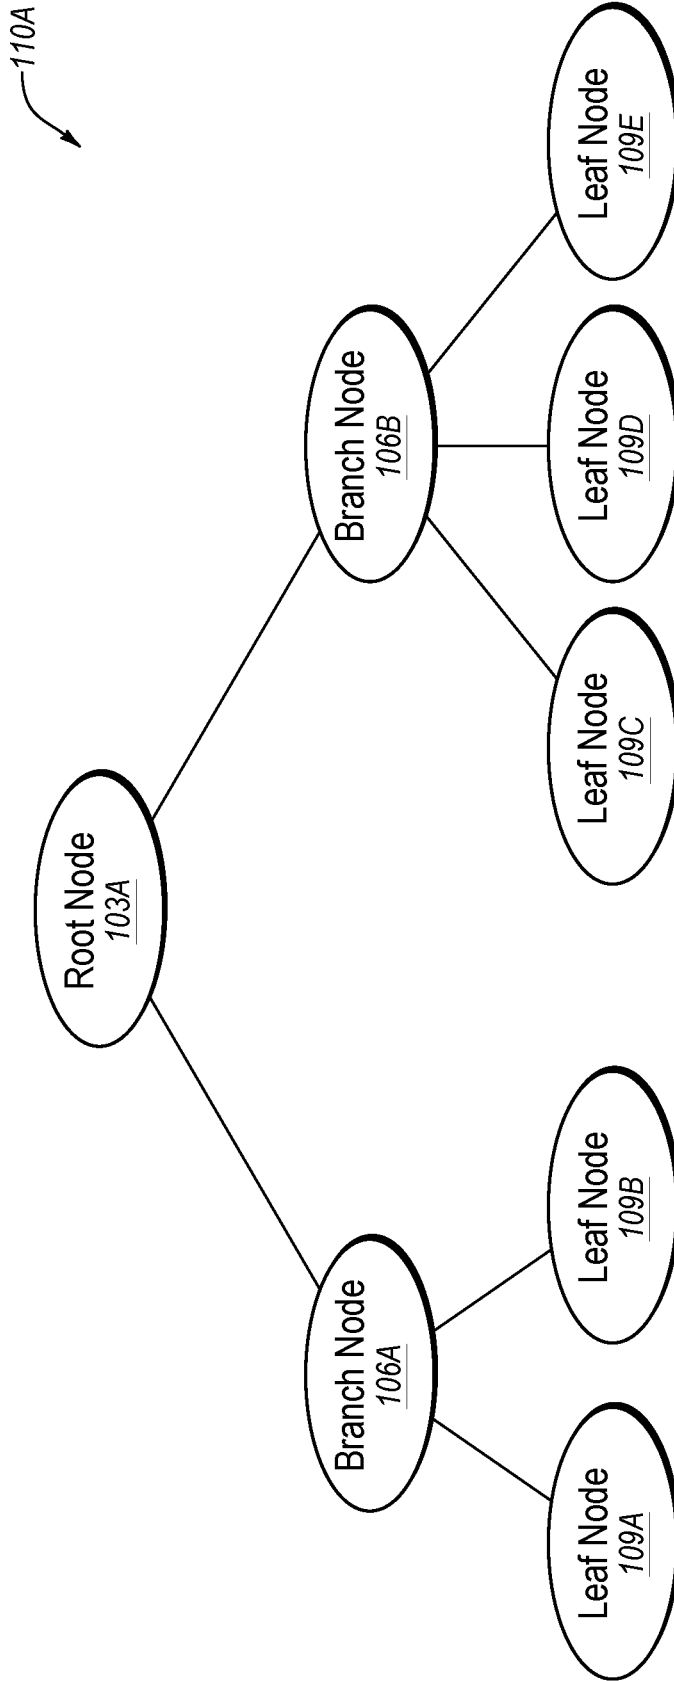 110A
Root Node
103A
Branch Node
106A
Branch Node
106B
Leaf Node
109A
Leaf Node
109B
Leaf Node
109C
Leaf Node
109D
Leaf Node
109E